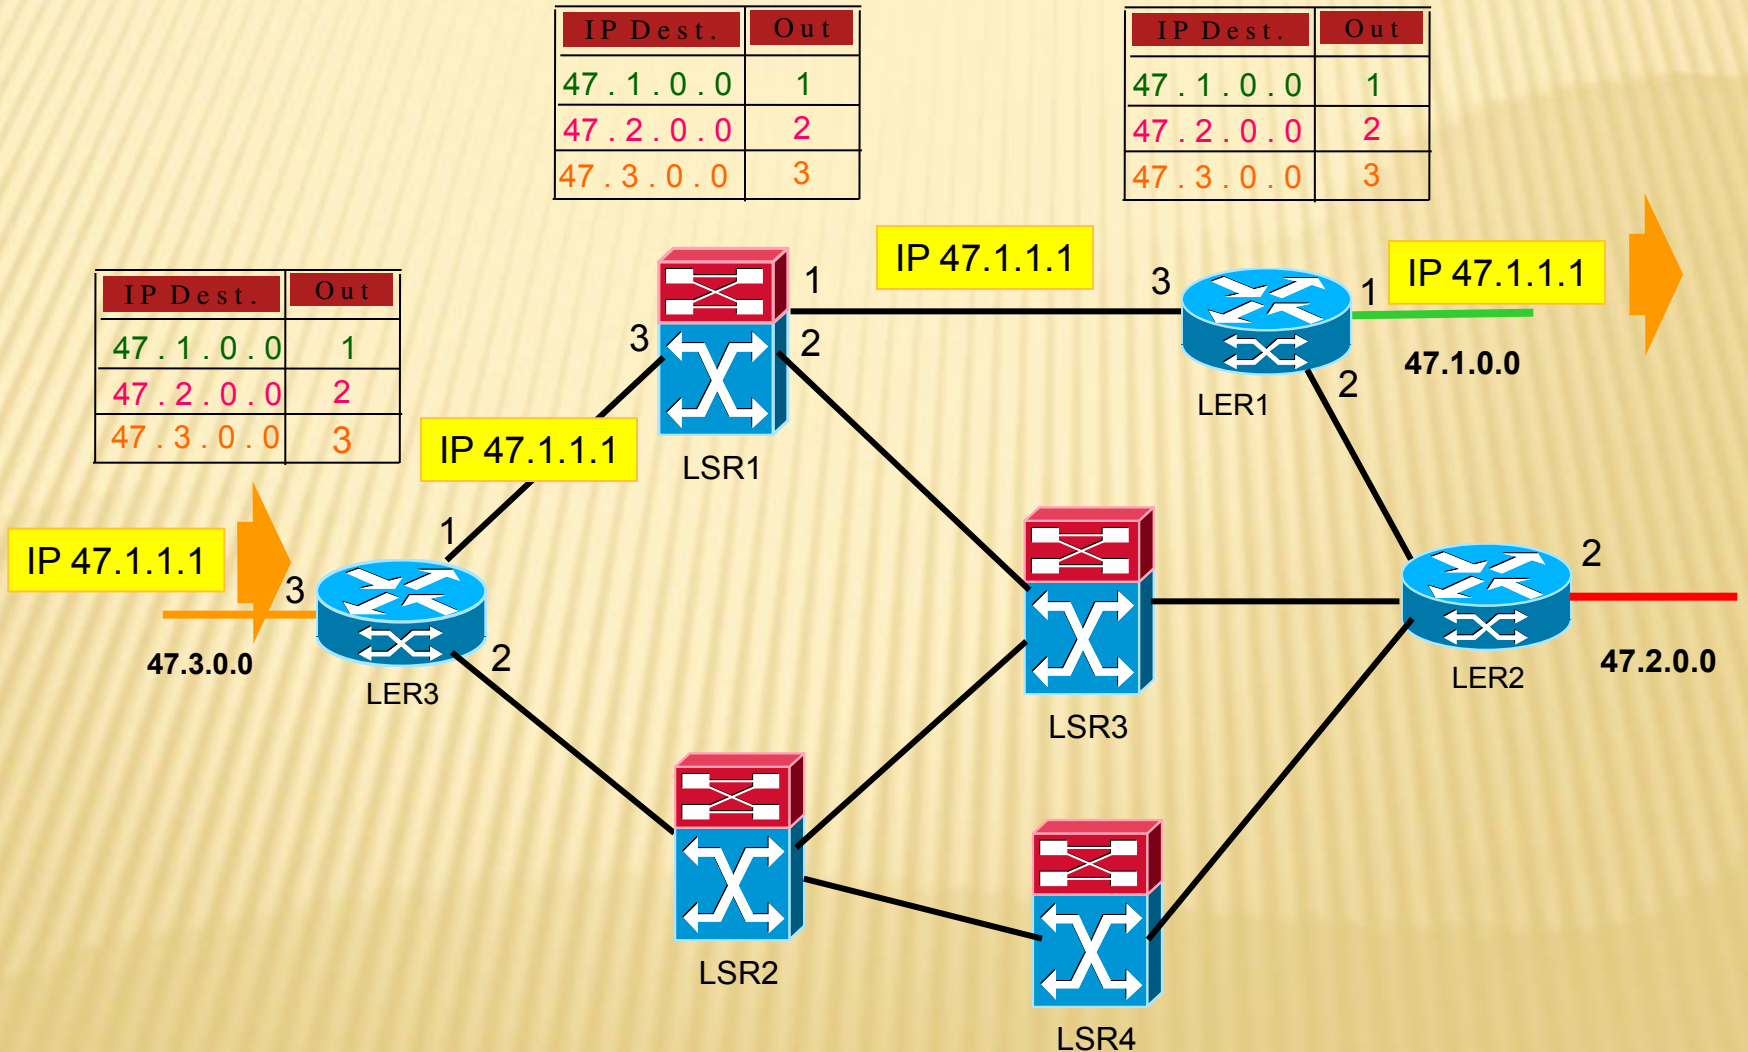 IP Dest. Out
47.1.0.0 1
47.2.0.0 2
47.3.0.0 3
IP Dest. Out
47.1.0.0 1
47.2.0.0 2
47.3.0.0 3
IP Dest. Out
47.1.0.0 1
47.2.0.0 2
47.3.0.0 3
IP 47.1.1.1
IP 47.1.1.1
1
3
1
3
2
47.1.0.0
2
LER1
IP 47.1.1.1
LSR1
1
IP 47.1.1.1
3
2
47.3.0.0
LER3
2
47.2.0.0
LER2
LSR3
LSR2
LSR4